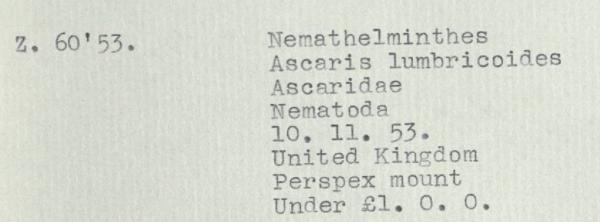 Z. 60'53. Nemathelminthes
Ascaris lumbricoides
Ascaridae
Nematoda
10. 11. 53.
United Kingdom
Perspex mount
Under £1. 0. 0.